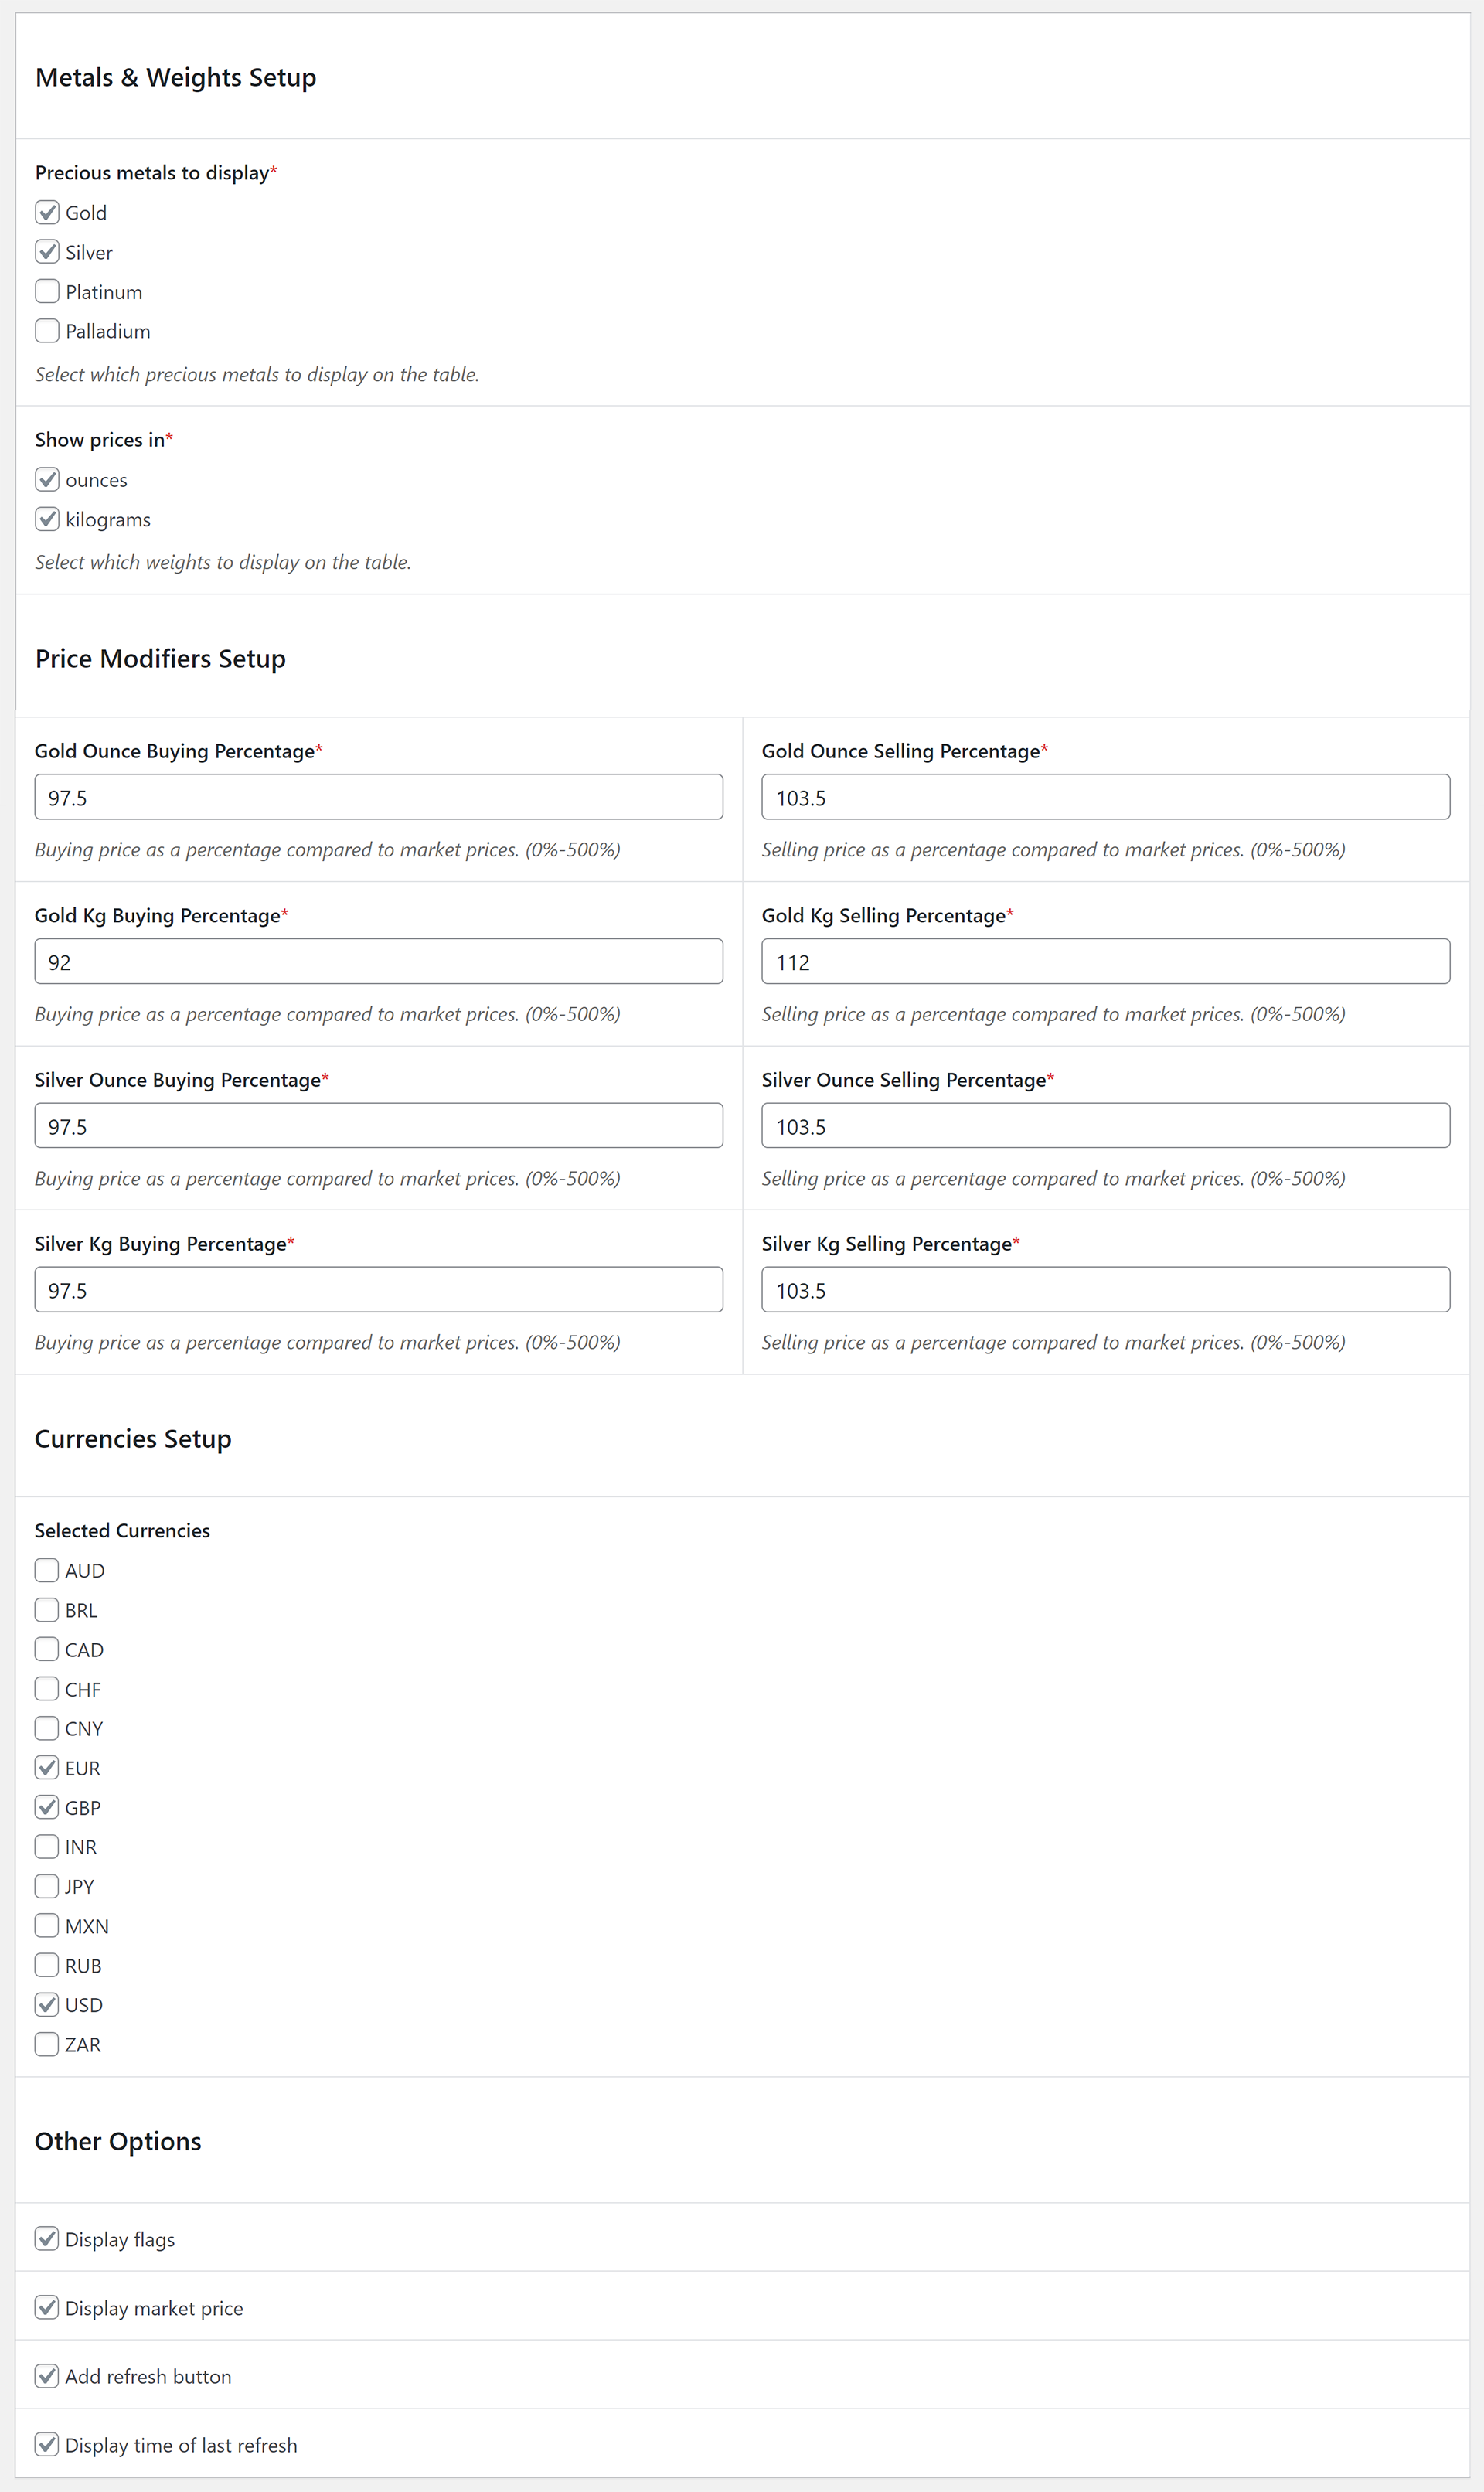 Metals & Weights Setup
Precious metals to display*
Gold
Silver
Platinum
Palladium
Select which precious metals to display on the table.
Show prices in*
ounces
kilograms
Select which weights to display on the table.
Price Modifiers Setup
Gold Ounce Buying Percentage*
97.5
Buying price as a percentage compared to market prices. (0%-500%)
Gold Ounce Selling Percentage*
103.5
Selling price as a percentage compared to market prices. (0%-500%)
Gold Kg Buying Percentage*
92
Buying price as a percentage compared to market prices. (0%-500%)
Gold Kg Selling Percentage*
112
Selling price as a percentage compared to market prices. (0%-500%)
Silver Ounce Buying Percentage*
97.5
Buying price as a percentage compared to market prices. (0%-500%)
Silver Ounce Selling Percentage*
103.5
Selling price as a percentage compared to market prices. (0%-500%)
Silver Kg Buying Percentage*
97.5
Buying price as a percentage compared to market prices. (0%-500%)
Silver Kg Selling Percentage*
103.5
Selling price as a percentage compared to market prices. (0%-500%)
Currencies Setup
Selected Currencies
AUD
BRL
CAD
CHF
CNY
EUR
GBP
INR
JPY
MXN
RUB
USD
ZAR
Other Options
Display flags
Display market price
Add refresh button
Display time of last refresh